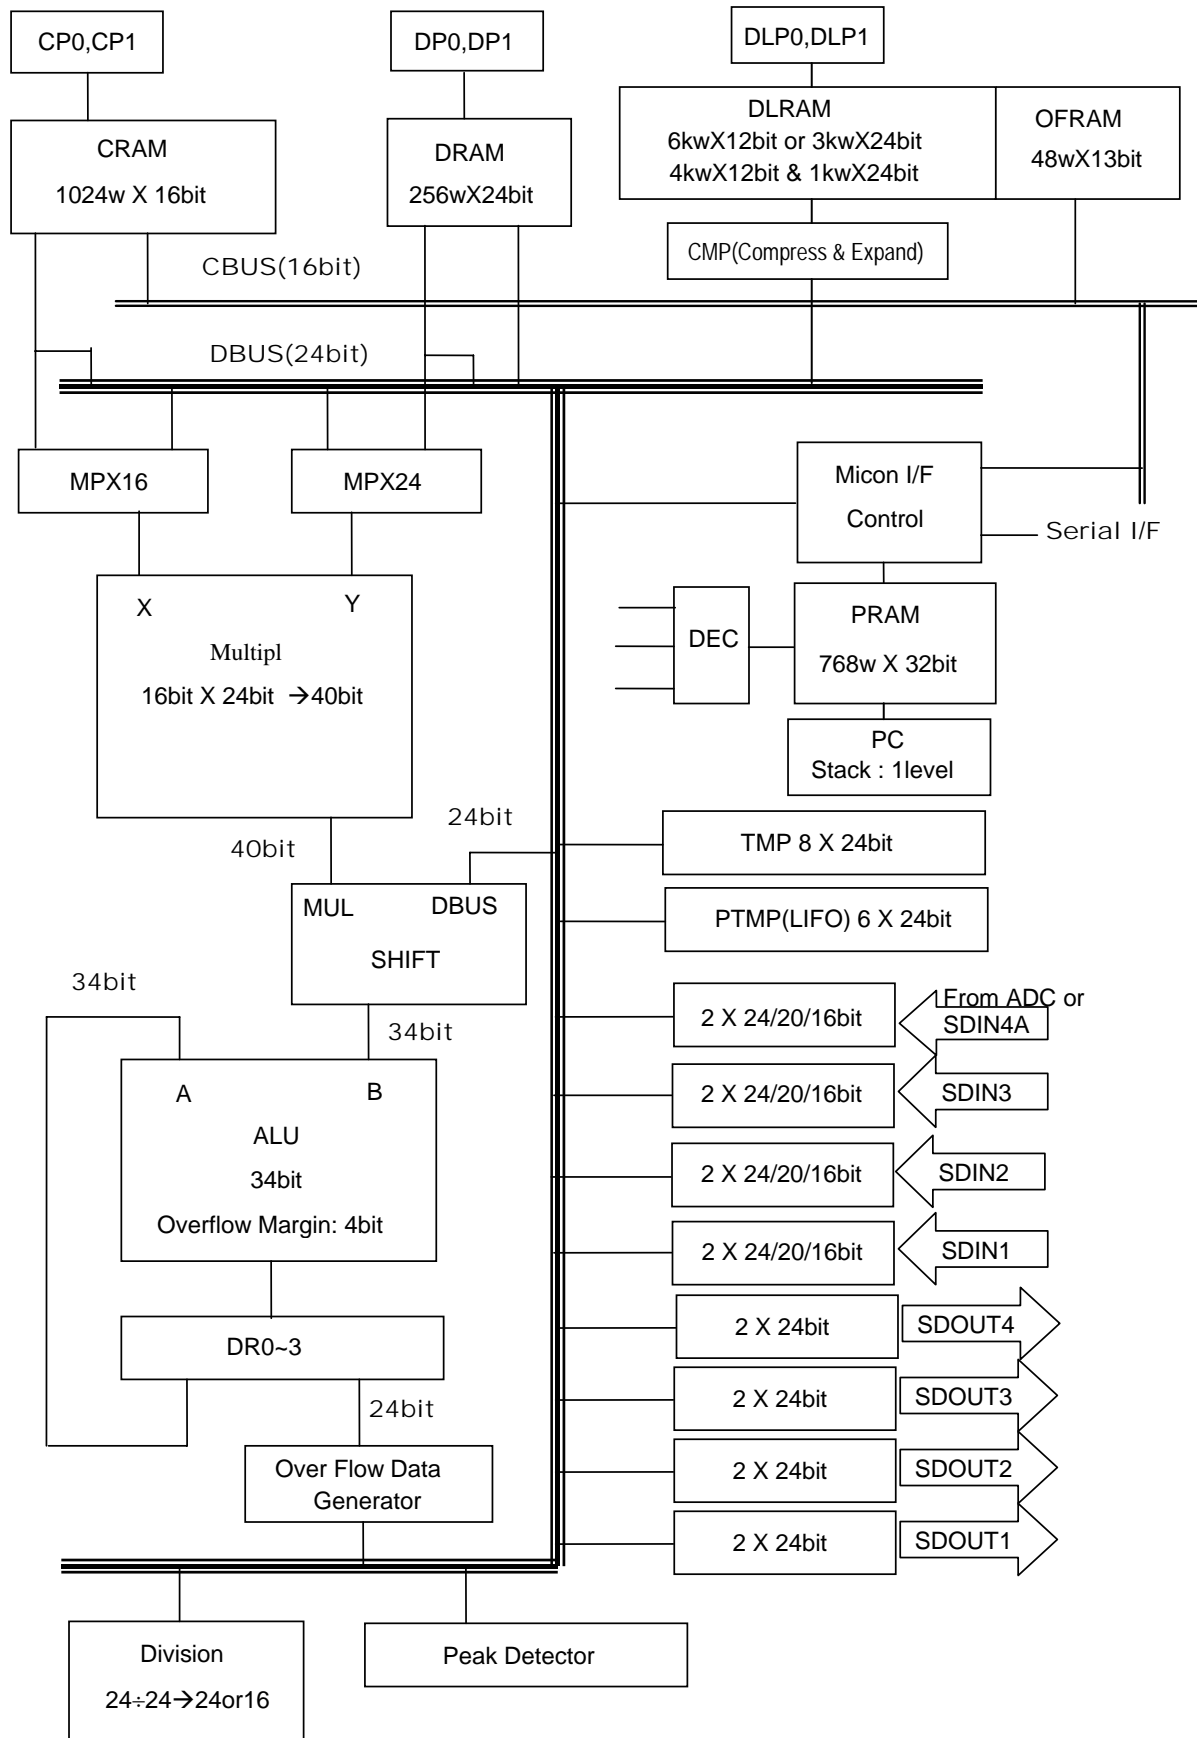 CP0,CP1
DP0,DP1
DLP0,DLP1
CRAM
1024w X 16bit
DRAM
256wX24bit
DLRAM
6kwX12bit or 3kwX24bit
4kwX12bit & 1kwX24bit
OFRAM
48wX13bit
CMP(Compress & Expand)
CBUS(16bit)
DBUS(24bit)
MPX16
MPX24
Micon I/F
Control
Serial I/F
X
Y
Multipl
16bit X 24bit →40bit
DEC
PRAM
768w X 32bit
PC
Stack : 1level
24bit
40bit
TMP 8 X 24bit
MUL
DBUS
SHIFT
PTMP(LIFO) 6 X 24bit
34bit
34bit
2 X 24/20/16bit
From ADC or
SDIN4A
A
B
ALU
34bit
Overflow Margin: 4bit
2 X 24/20/16bit
SDIN3
2 X 24/20/16bit
SDIN2
2 X 24/20/16bit
SDIN1
DR0~3
2 X 24bit
SDOUT4
24bit
2 X 24bit
SDOUT3
Over Flow Data
Generator
2 X 24bit
SDOUT2
2 X 24bit
SDOUT1
Division
24÷24→24or16
Peak Detector